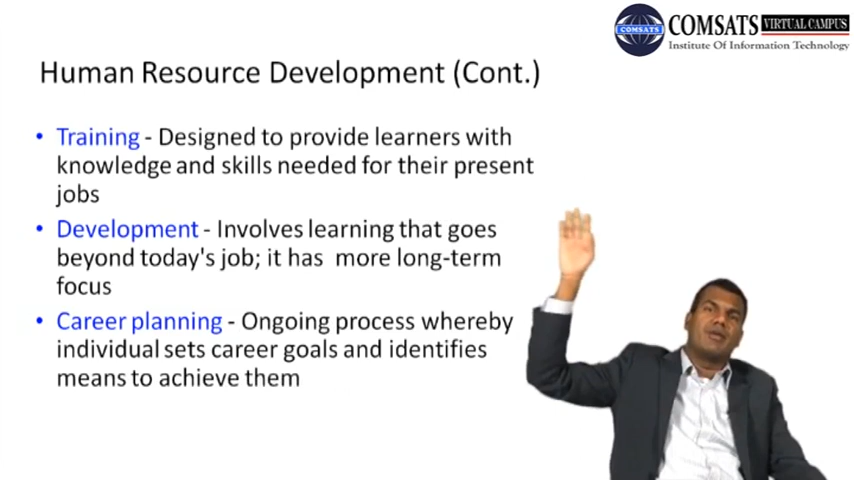 COMSATS VIRTUAL CAMPUS
COMSATS
Institute Of Information Technology
Human Resource Development (Cont.)
• Training - Designed to provide learners with
knowledge and skills needed for their present
jobs
• Development - Involves learning that goes
beyond today's job; it has more long-term
focus
• Career planning - Ongoing process whereby
individual sets career goals and identifies
means to achieve them